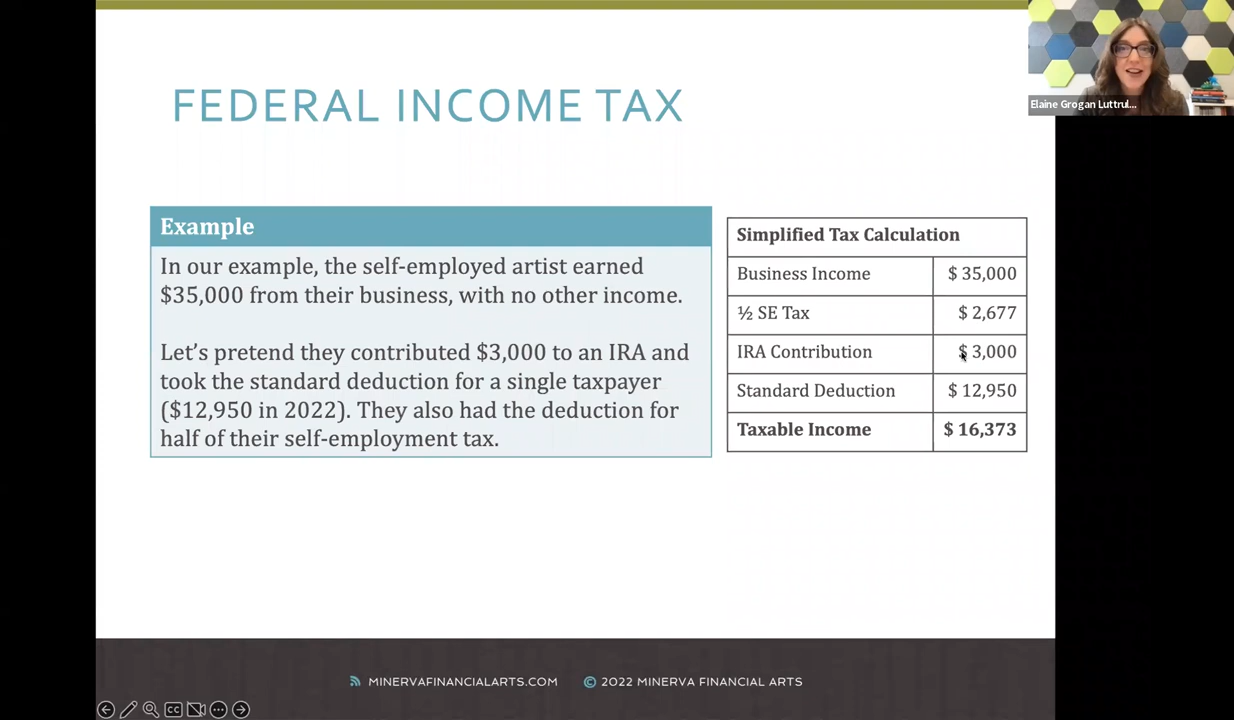 FEDERAL INCOME TAX
Elaine Grogan Luttrul...
Example
In our example, the self-employed artist earned
$35,000 from their business, with no other income.
Let's pretend they contributed $3,000 to an IRA and
took the standard deduction for a single taxpayer
($12,950 in 2022). They also had the deduction for
half of their self-employment tax.
Simplified Tax Calculation
Business Income $ 35,000
½ SE Tax $ 2,677
IRA Contribution $ 3,000
Standard Deduction $ 12,950
Taxable Income $ 16,373
MINERVAFINANCIALARTS.COM © 2022 MINERVA FINANCIAL ARTS
CC